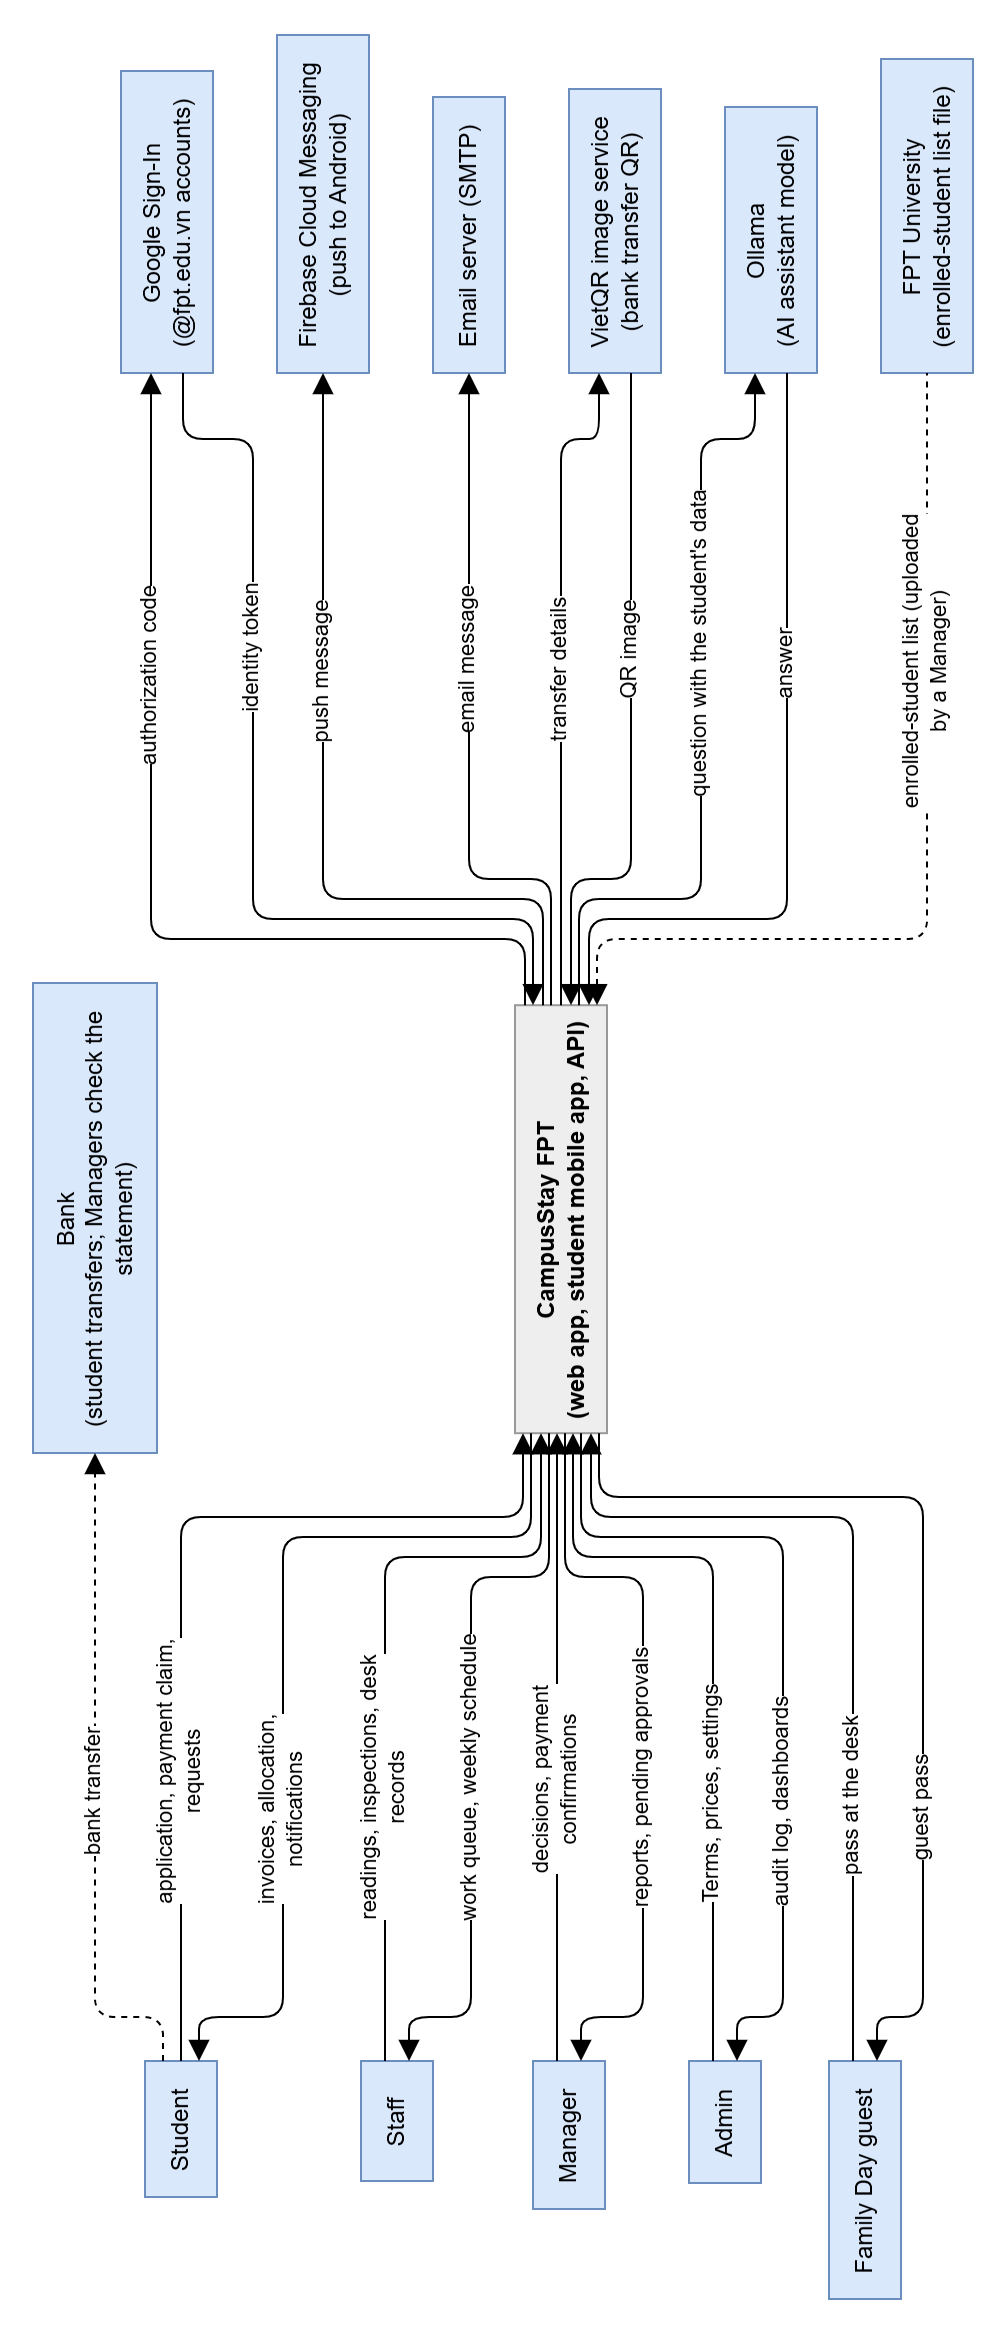 Bank
(student transfers; Managers check the
statement)
Student
Staff
Manager
Admin
Family Day guest
bank transfer
application, payment claim,
requests
invoices, allocation,
notifications
readings, inspections, desk
records
work queue, weekly schedule
decisions, payment
confirmations
reports, pending approvals
Terms, prices, settings
audit log, dashboards
pass at the desk
guest pass
CampusStay FPT
(web app, student mobile app, API)
authorization code
identity token
push message
email message
transfer details
QR image
question with the student's data
answer
enrolled-student list (uploaded
by a Manager)
Google Sign-In
(@fpt.edu.vn accounts)
Firebase Cloud Messaging
(push to Android)
Email server (SMTP)
VietQR image service
(bank transfer QR)
Ollama
(AI assistant model)
FPT University
(enrolled-student list file)